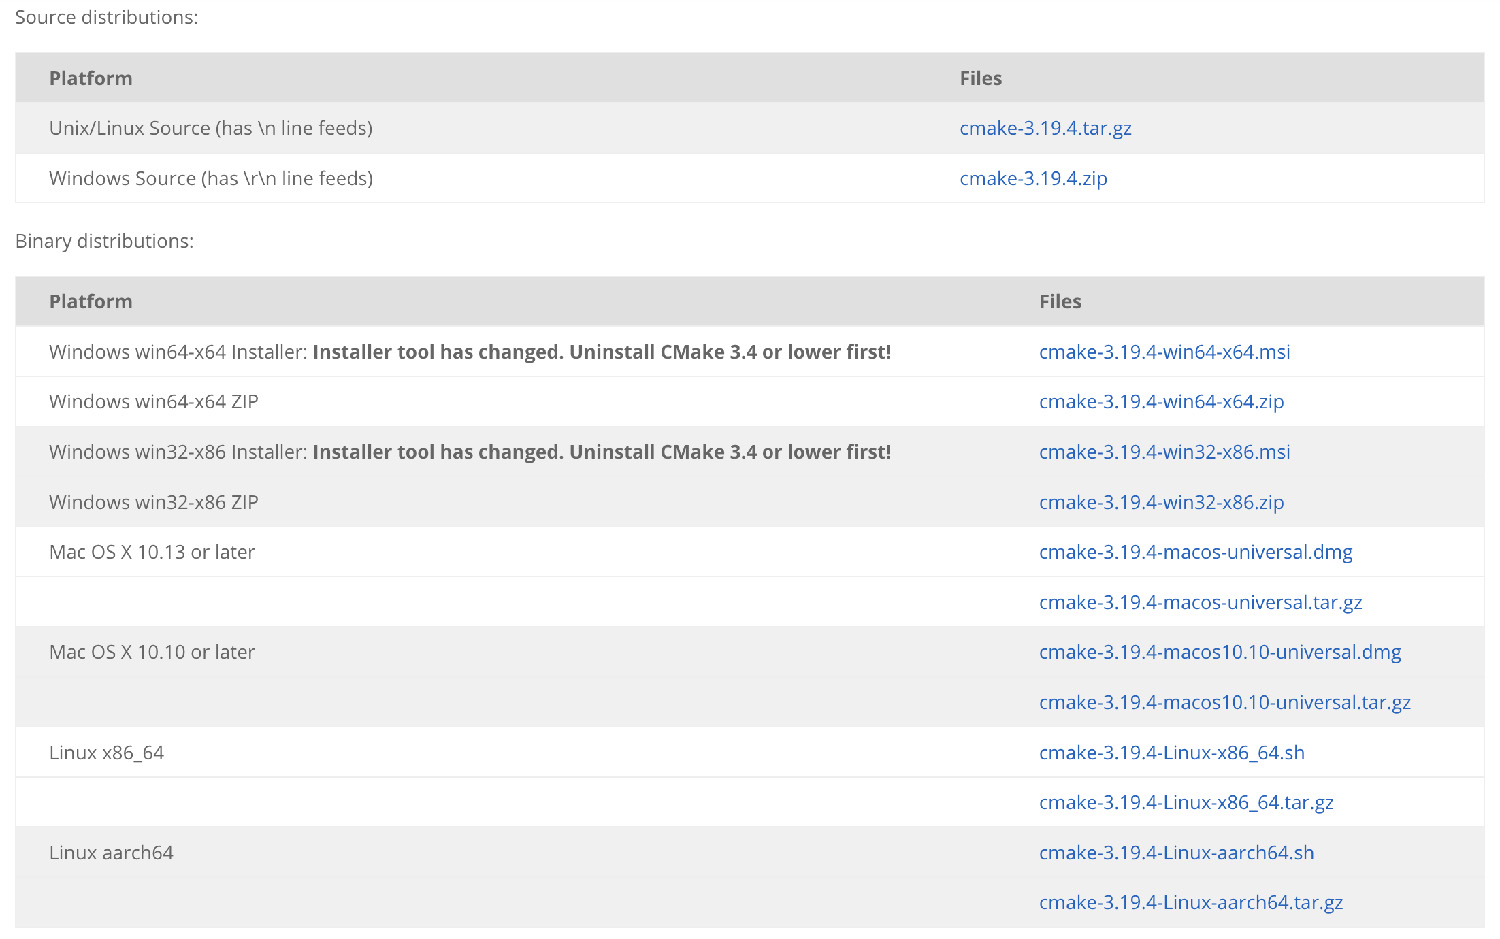 Source distributions:
Platform Files
Unix/Linux Source (has \n line feeds) cmake-3.19.4.tar.gz
Windows Source (has \r\n line feeds) cmake-3.19.4.zip
Binary distributions:
Platform Files
Windows win64-x64 Installer: Installer tool has changed. Uninstall CMake 3.4 or lower first! cmake-3.19.4-win64-x64.msi
Windows win64-x64 ZIP cmake-3.19.4-win64-x64.zip
Windows win32-x86 Installer: Installer tool has changed. Uninstall CMake 3.4 or lower first! cmake-3.19.4-win32-x86.msi
Windows win32-x86 ZIP cmake-3.19.4-win32-x86.zip
Mac OS X 10.13 or later cmake-3.19.4-macos-universal.dmg
cmake-3.19.4-macos-universal.tar.gz
Mac OS X 10.10 or later cmake-3.19.4-macos10.10-universal.dmg
cmake-3.19.4-macos10.10-universal.tar.gz
Linux x86_64 cmake-3.19.4-Linux-x86_64.sh
cmake-3.19.4-Linux-x86_64.tar.gz
Linux aarch64 cmake-3.19.4-Linux-aarch64.sh
cmake-3.19.4-Linux-aarch64.tar.gz